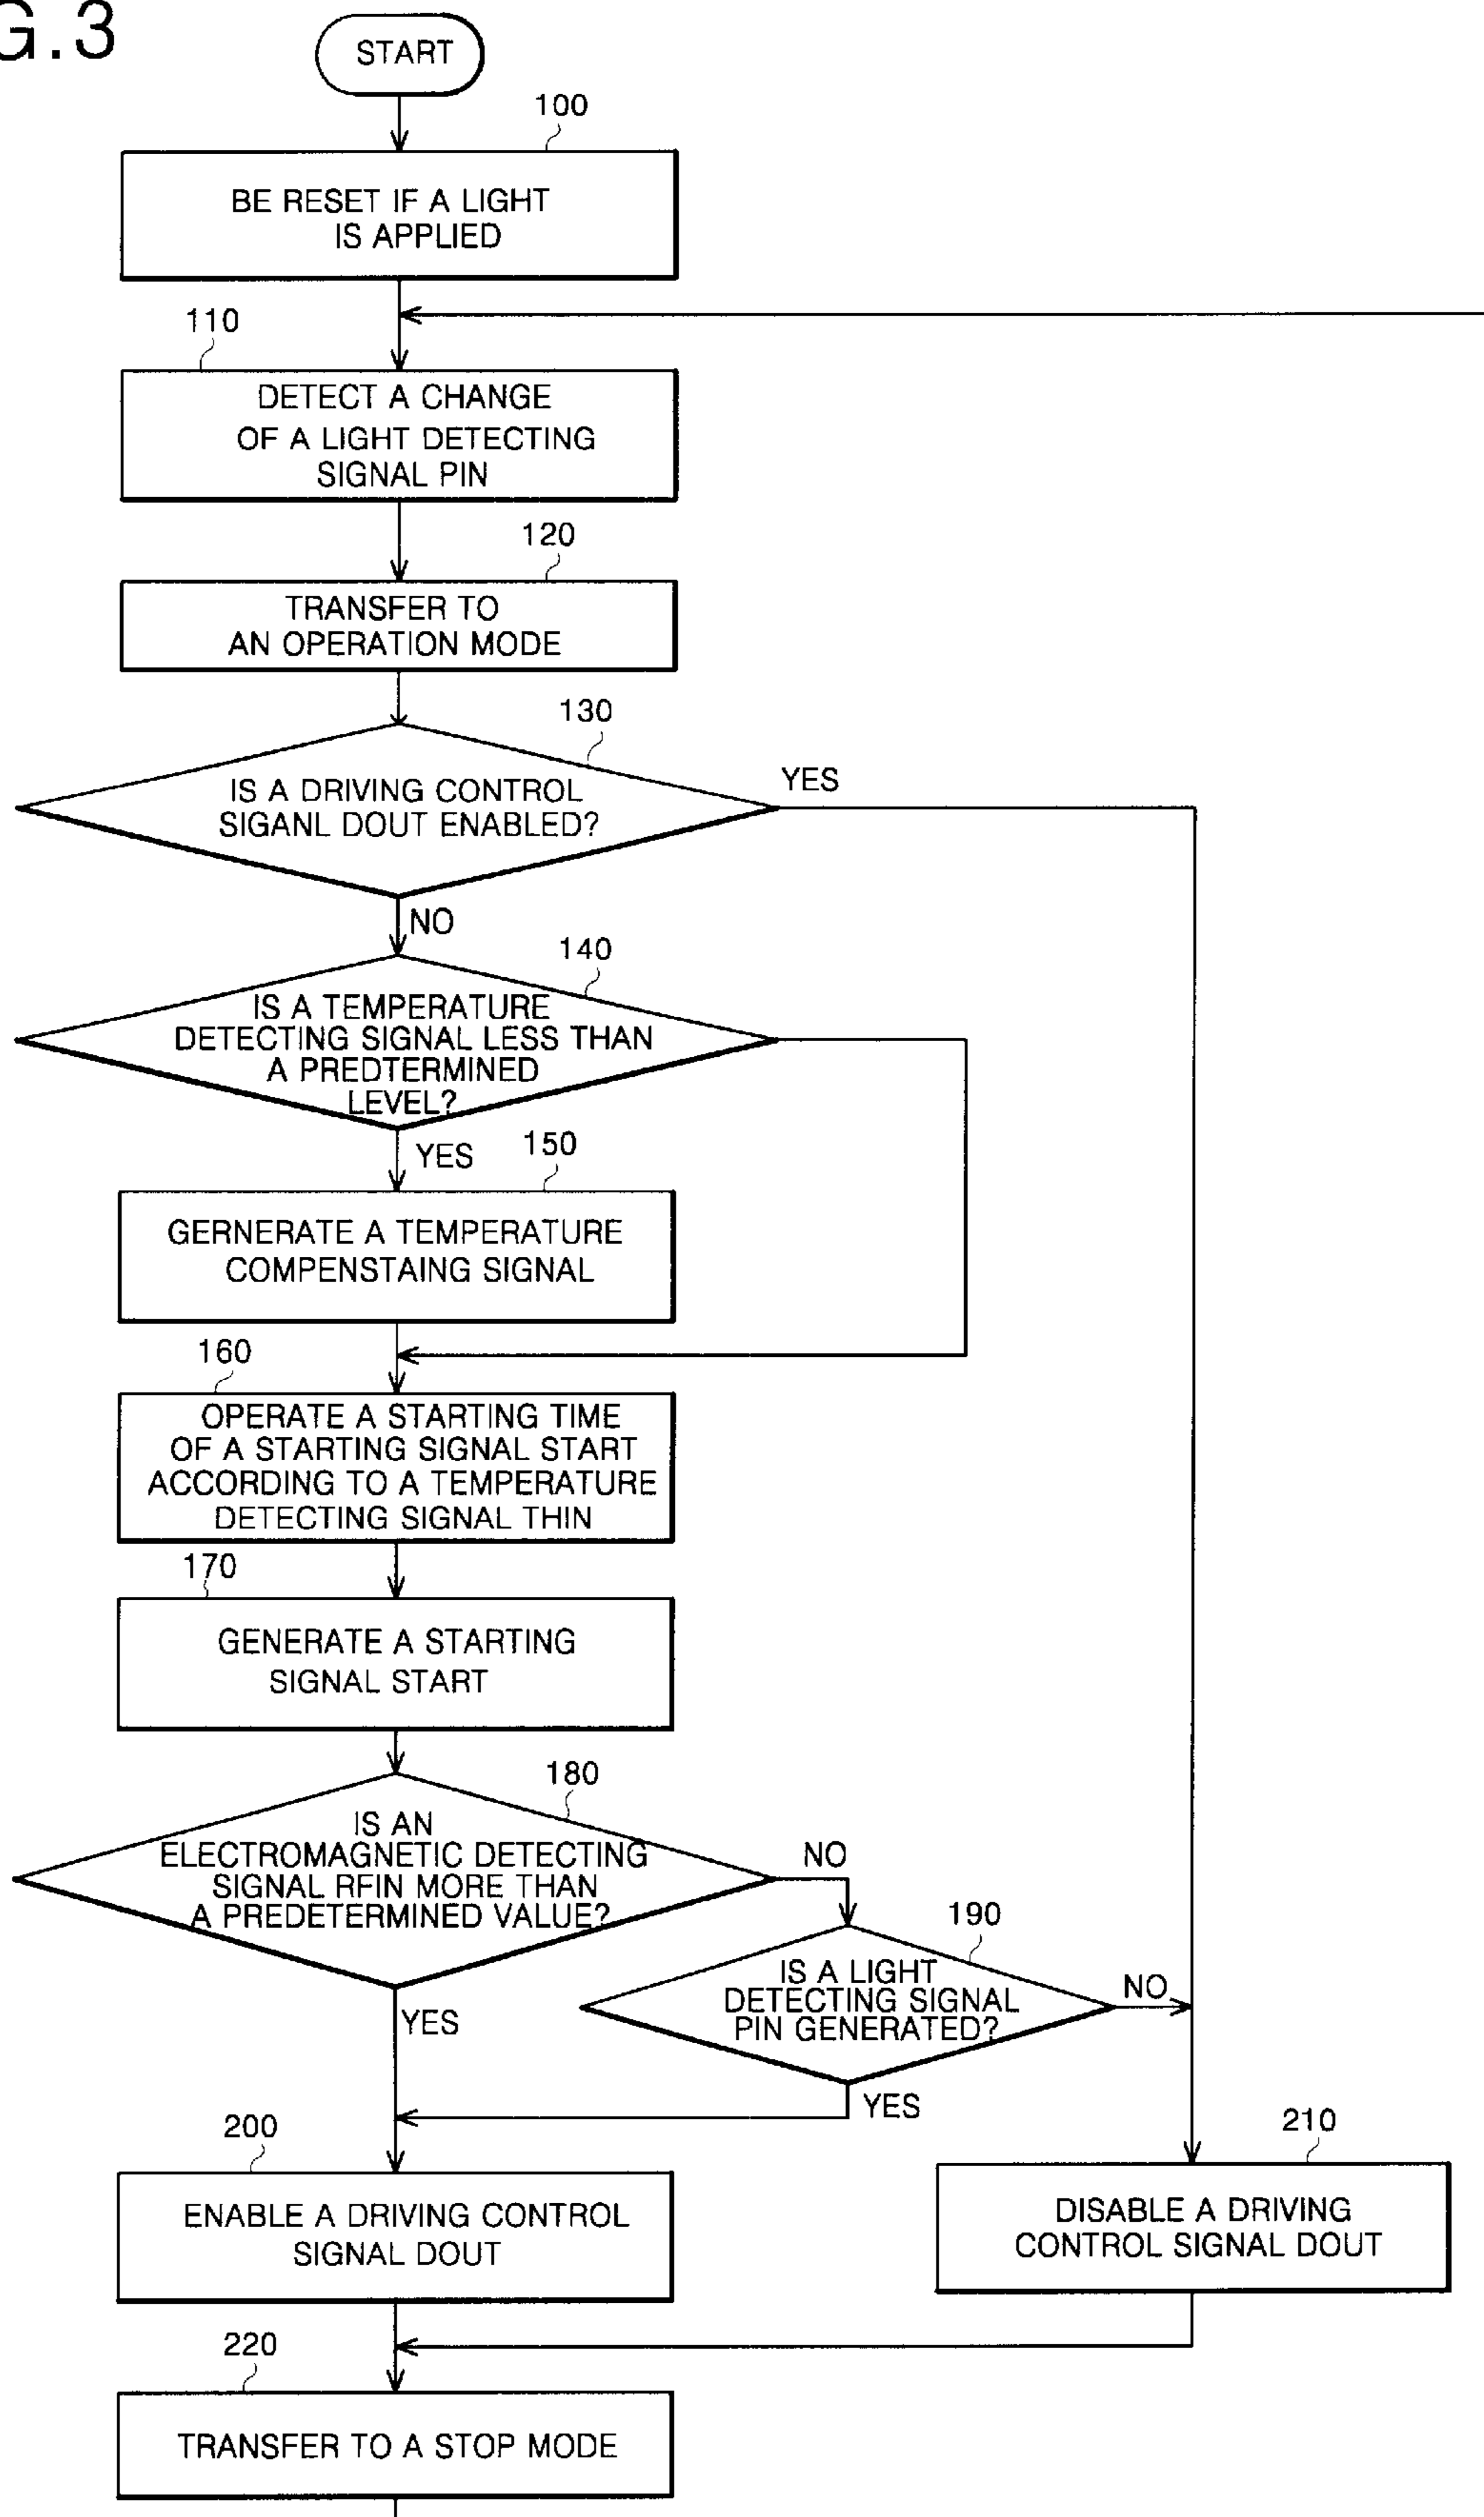 G.3
START
100
BE RESET IF A LIGHT
IS APPLIED
110
DETECT A CHANGE
OF A LIGHT DETECTING
SIGNAL PIN
120
TRANSFER TO
AN OPERATION MODE
130
IS A DRIVING CONTROL
SIGANL DOUT ENABLED?
YES
NO
140
IS A TEMPERATURE
DETECTING SIGNAL LESS THAN
A PREDTERMINED
LEVEL?
YES
150
GERNERATE A TEMPERATURE
COMPENSTAING SIGNAL
160
OPERATE A STARTING TIME
OF A STARTING SIGNAL START
ACCORDING TO A TEMPERATURE
DETECTING SIGNAL THIN
170
GENERATE A STARTING
SIGNAL START
180
IS AN
ELECTROMAGNETIC DETECTING
SIGNAL RFIN MORE THAN
A PREDETERMINED VALUE?
NO
YES
190
IS A LIGHT
DETECTING SIGNAL
PIN GENERATED?
NO
YES
200
ENABLE A DRIVING CONTROL
SIGNAL DOUT
210
DISABLE A DRIVING
CONTROL SIGNAL DOUT
220
TRANSFER TO A STOP MODE